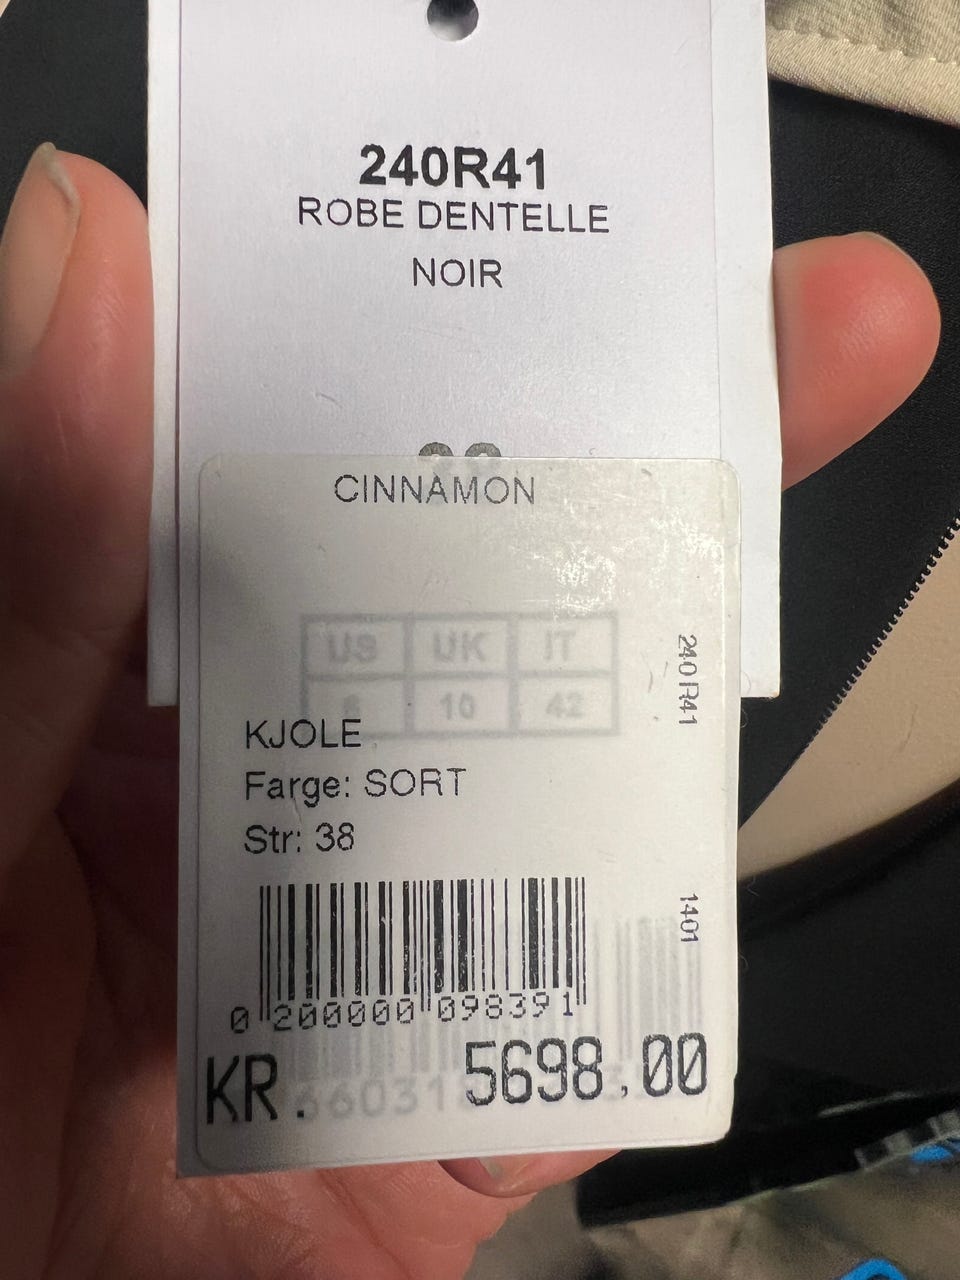 240R41
ROBE DENTELLE
NOIR
CINNAMON
US UK IT
10 42
240R41
KJOLE
Farge: SORT
Str: 38
1401
0 200000 098391
KR. 5698.00